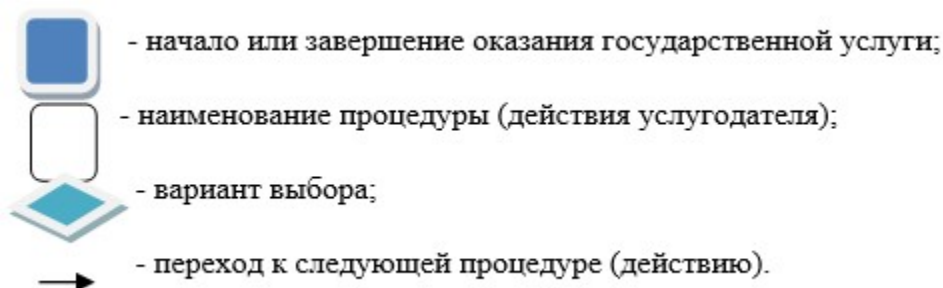 - начало или завершение оказания государственной услуги;
- наименование процедуры (действия услугодателя);
- вариант выбора;
- переход к следующей процедуре (действию).